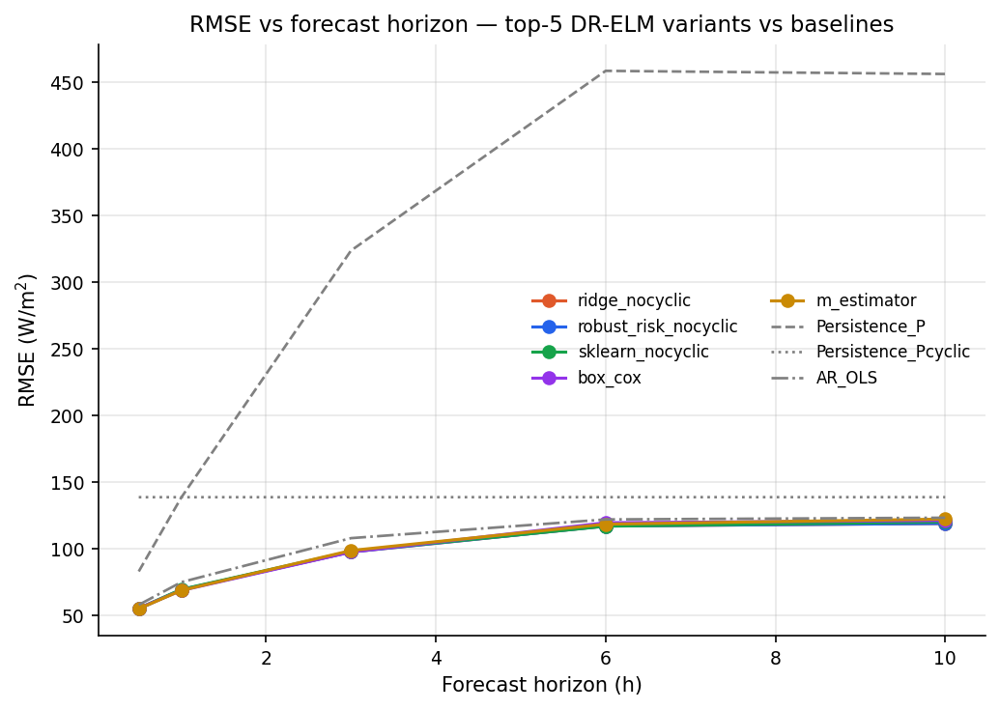 RMSE vs forecast horizon — top-5 DR-ELM variants vs baselines
RMSE (W/m²)
450
400
350
300
250
200
150
100
50
ridge_nocyclic
robust_risk_nocyclic
sklearn_nocyclic
box_cox
m_estimator
Persistence_P
Persistence_Pcyclic
AR_OLS
2
4
6
8
10
Forecast horizon (h)